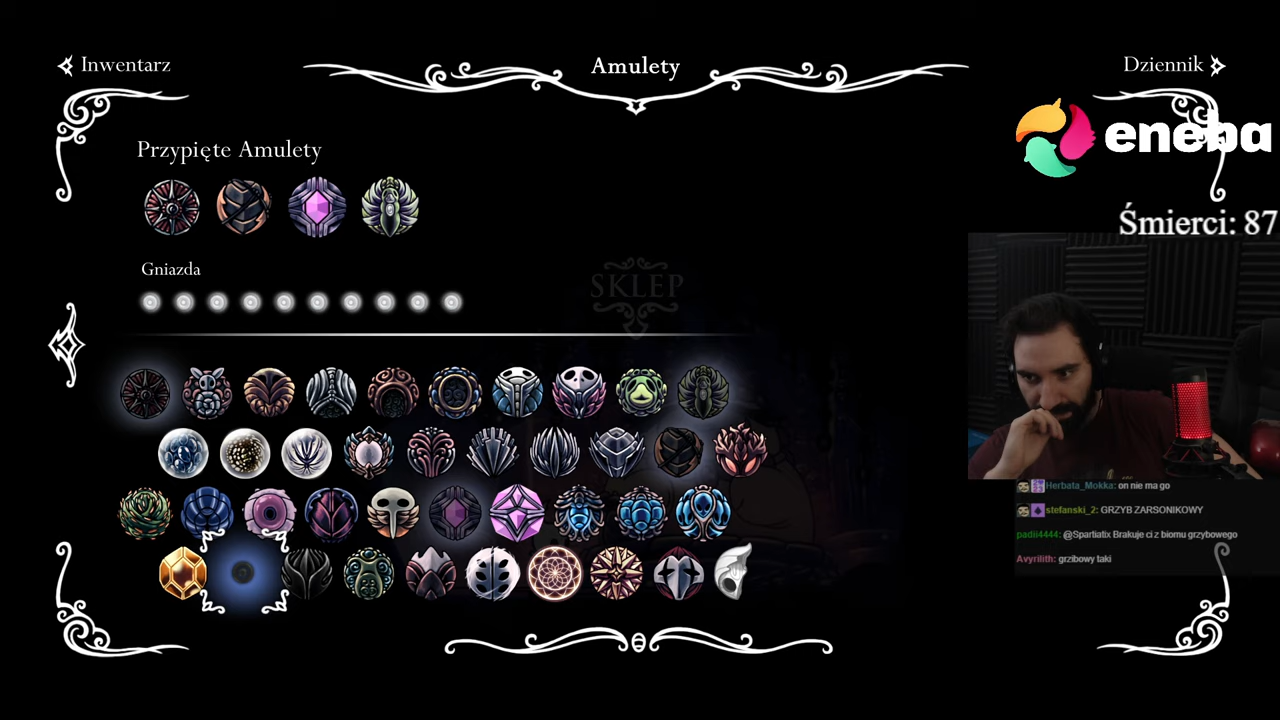 Inwentarz
Amulety
Dziennik
eneba
Przypięte Amulety
Śmierci: 87
Gniazda
SKLEP
Herbata_Mokka: on nie ma go
stefanski_2: GRZYB ZARSONIKOWY
padii4444: @Spartiatix Brakuje ci z biomu grzybowego
Avyrilith: grzibowy taki